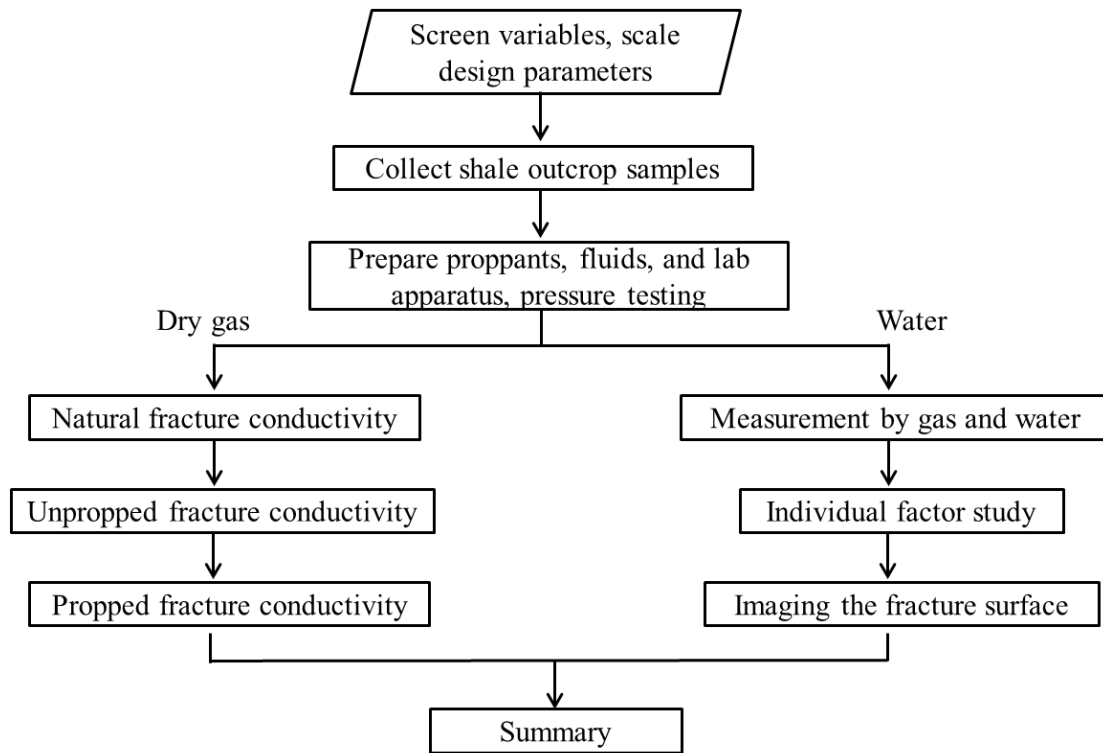 Screen variables, scale
design parameters
Collect shale outcrop samples
Prepare proppants, fluids, and lab
apparatus, pressure testing
Dry gas
Water
Natural fracture conductivity
Measurement by gas and water
Unpropped fracture conductivity
Individual factor study
Propped fracture conductivity
Imaging the fracture surface
Summary